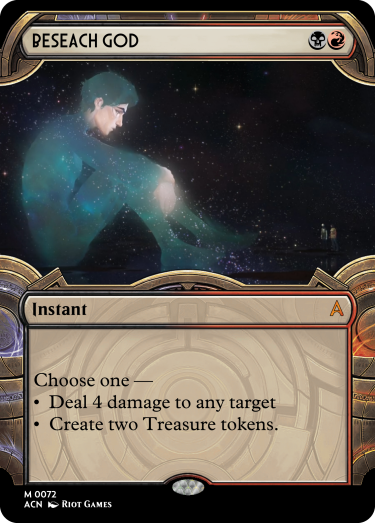 BESEACH GOD
Instant
A
Choose one —
• Deal 4 damage to any target
• Create two Treasure tokens.
M 0072
ACN RIOT GAMES